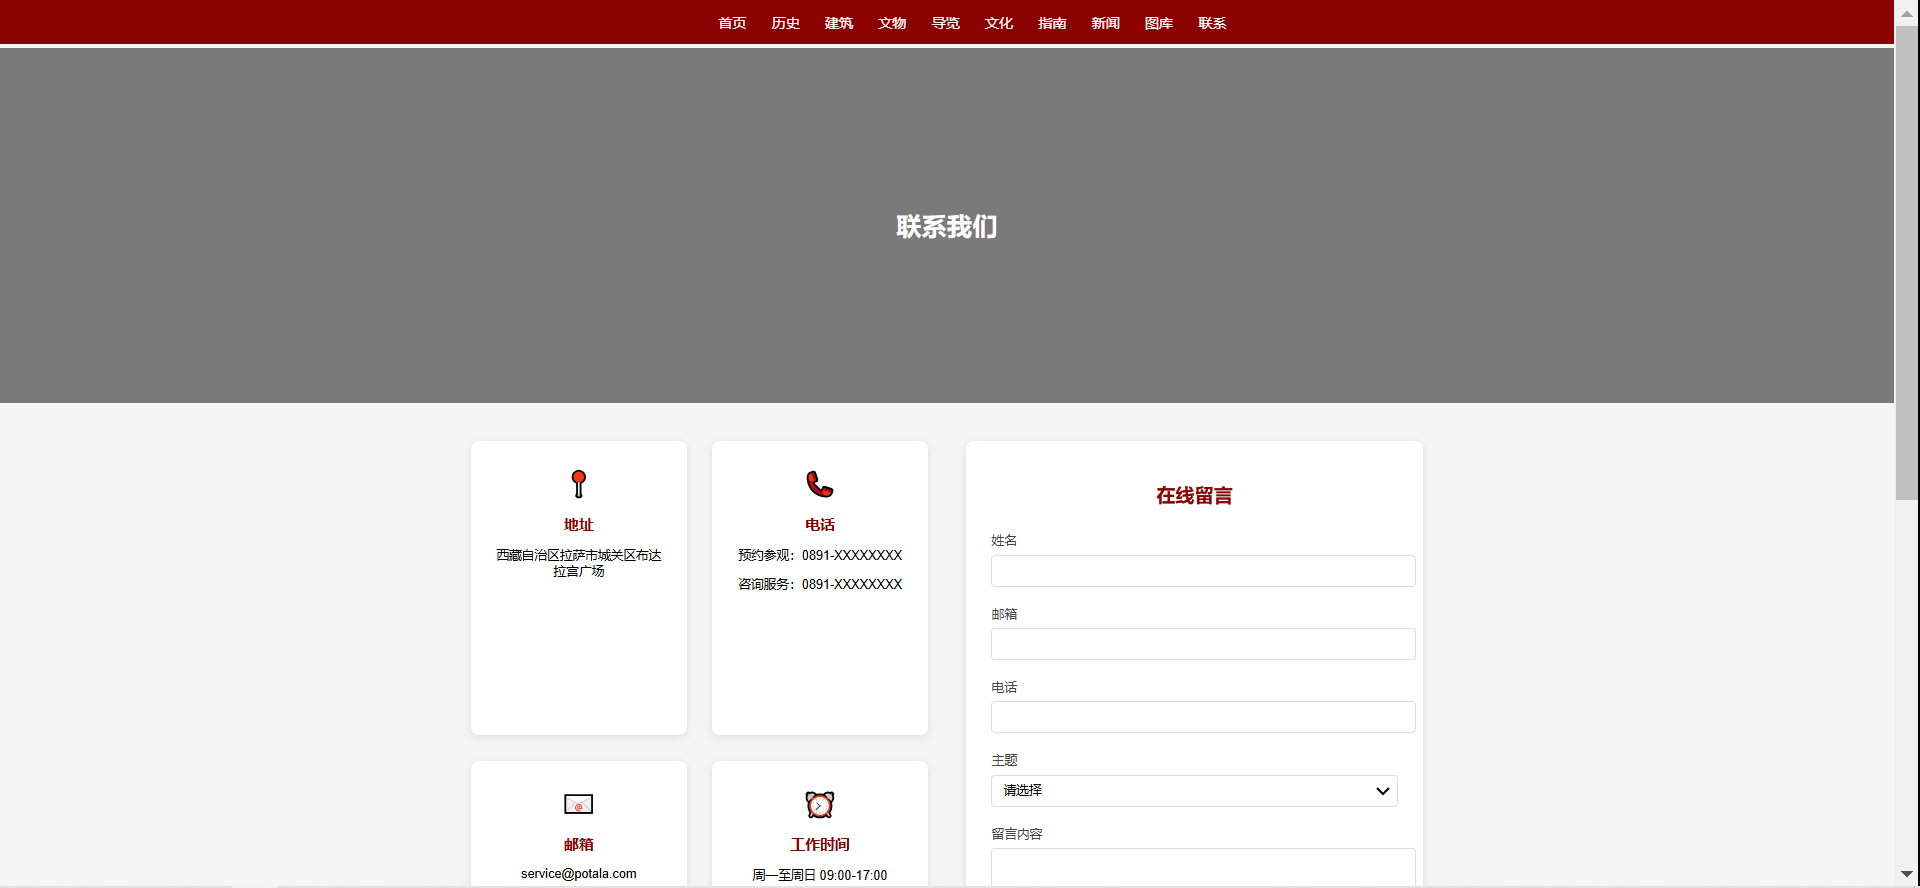 首页 历史 建筑 文物 导览 文化 指南 新闻 图库 联系
联系我们
地址
西藏自治区拉萨市城关区布达
拉宫广场
电话
预约参观：0891-XXXXXXXX
咨询服务：0891-XXXXXXXX
邮箱
service@potala.com
工作时间
周一至周日 09:00-17:00
在线留言
姓名
邮箱
电话
主题
请选择
留言内容